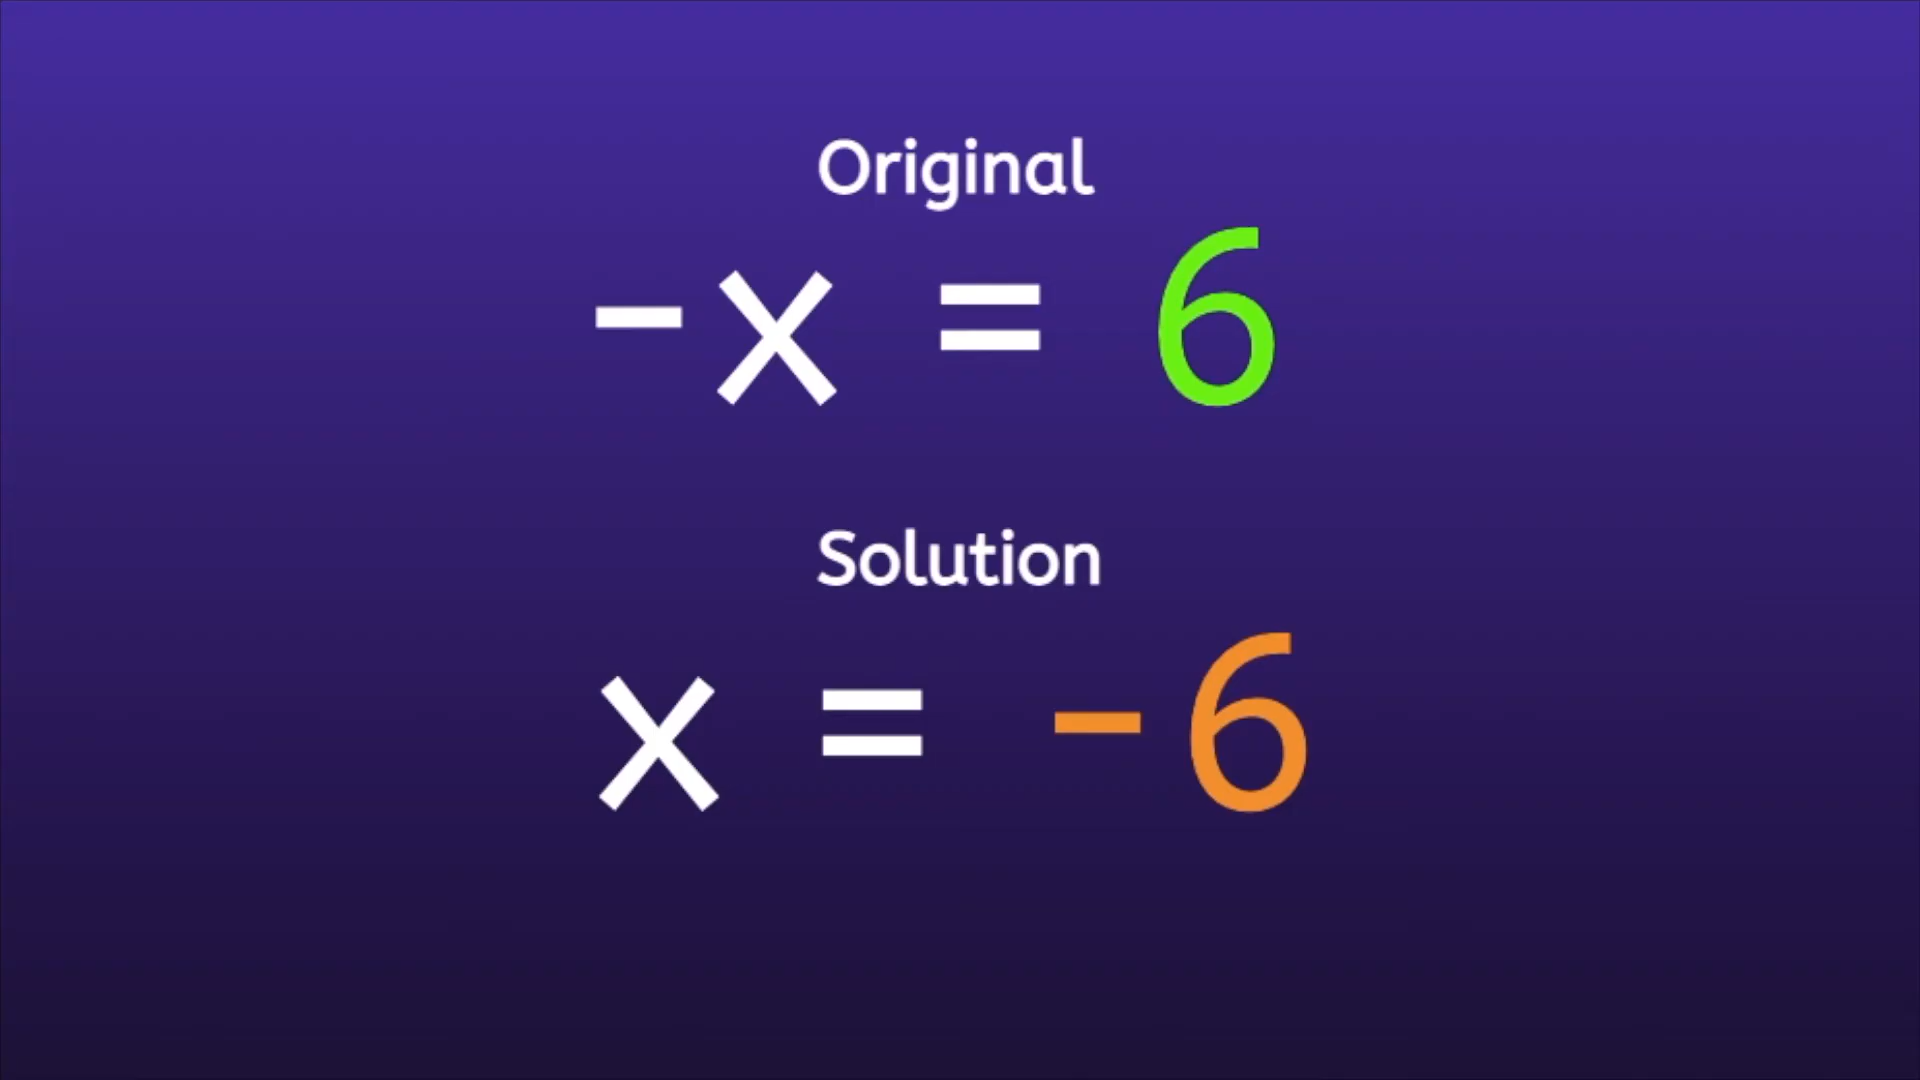 Original
-x = 6
Solution
x = -6